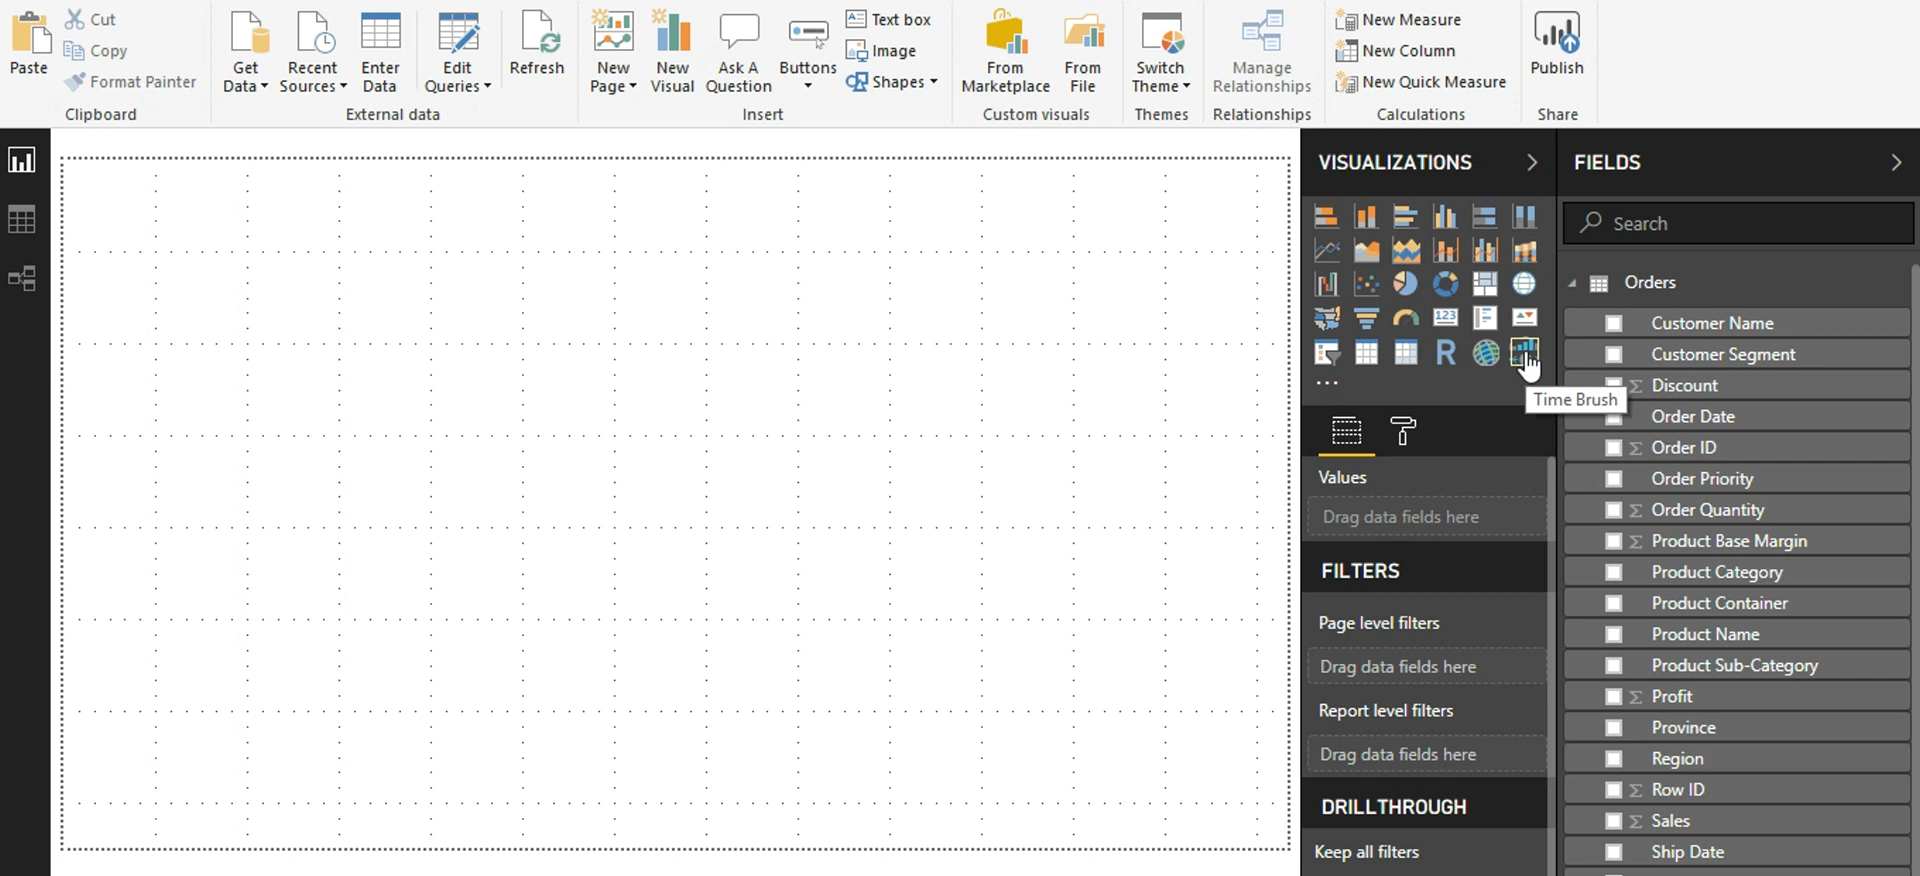 Paste
Cut
Copy
Format Painter
Clipboard
Get
Data
Recent
Sources
Enter
Data
Edit
Queries
Refresh
External data
New
Page
New
Visual
Ask A
Question
Buttons
Text box
Image
Shapes
Insert
From
Marketplace
From
File
Custom visuals
Switch
Theme
Themes
Manage
Relationships
Relationships
New Measure
New Column
New Quick Measure
Calculations
Publish
Share
VISUALIZATIONS
123
R
Time Brush
Values
Drag data fields here
FILTERS
Page level filters
Drag data fields here
Report level filters
Drag data fields here
DRILLTHROUGH
Keep all filters
FIELDS
Search
Orders
Customer Name
Customer Segment
Σ Discount
Order Date
Σ Order ID
Order Priority
Σ Order Quantity
Σ Product Base Margin
Product Category
Product Container
Product Name
Product Sub-Category
Σ Profit
Province
Region
Σ Row ID
Σ Sales
Ship Date